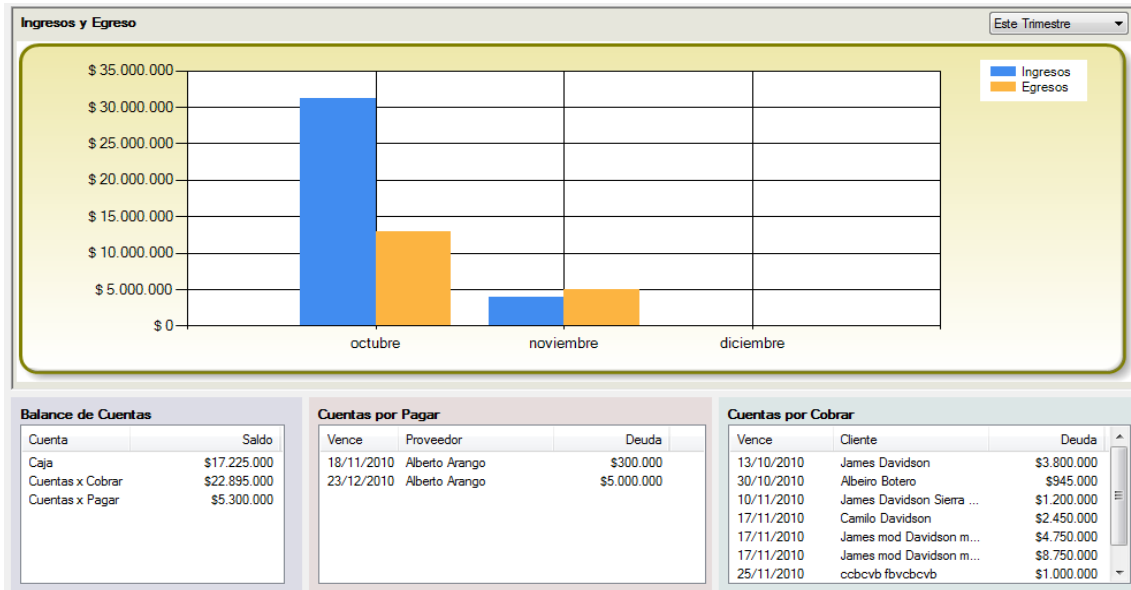 Ingresos y Egreso
Este Trimestre
$ 35.000.000
$ 30.000.000
$ 25.000.000
$ 20.000.000
$ 15.000.000
$ 10.000.000
$ 5.000.000
$ 0
octubre noviembre diciembre
Ingresos
Egresos
Balance de Cuentas
Cuenta Saldo
Caja $17.225.000
Cuentas x Cobrar $22.895.000
Cuentas x Pagar $5.300.000
Cuentas por Pagar
Vence Proveedor Deuda
18/11/2010 Alberto Arango $300.000
23/12/2010 Alberto Arango $5.000.000
Cuentas por Cobrar
Vence Cliente Deuda
13/10/2010 James Davidson $3.800.000
30/10/2010 Albeiro Botero $945.000
10/11/2010 James Davidson Sierra ... $1.200.000
17/11/2010 Camilo Davidson $2.450.000
17/11/2010 James mod Davidson m... $4.750.000
17/11/2010 James mod Davidson m... $8.750.000
25/11/2010 ccbcvb fbvcbcvb $1.000.000